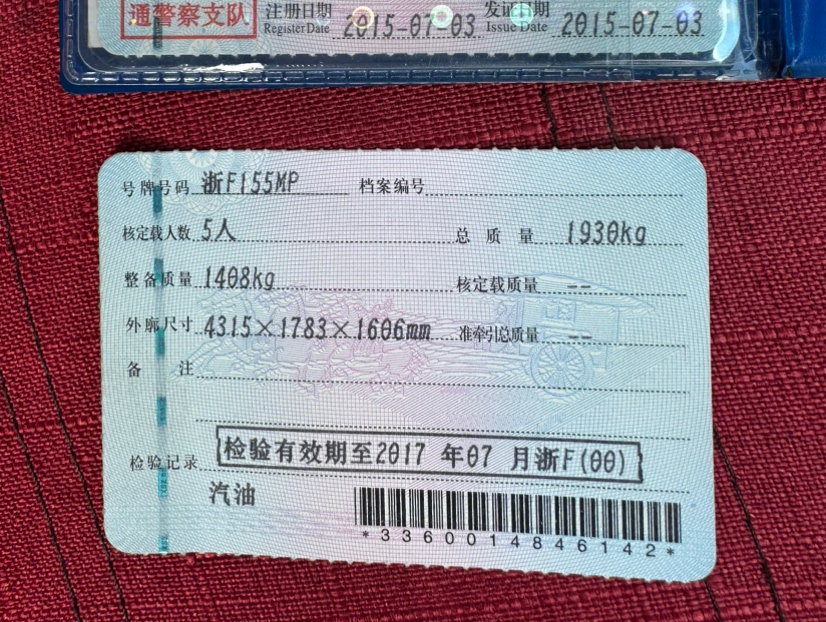 通警察支队 注册日期 2015-07-03 发证日期 2015-07-03
Register Date Issue Date
号牌号码 浙F155MP 档案编号
核定载人数 5人 总质量 1930kg
整备质量 1408kg 核定载质量 --
外廓尺寸 4315×1783×1606mm 准牵引总质量 --
备注
检验记录 检验有效期至2017年07月浙F(00)
汽油
*3360014846142*